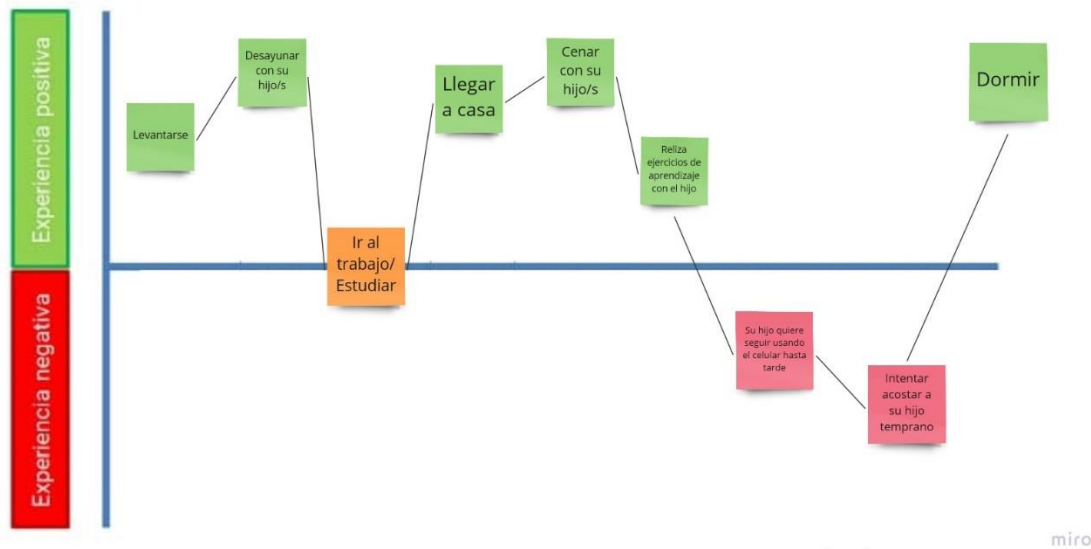 Experiencia positiva
Experiencia negativa
Levantarse
Desayunar
con su
hijo/s
Ir al
trabajo/
Estudiar
Llegar
a casa
Cenar
con su
hijo/s
Reliza
ejercicios de
aprendizaje
con el hijo
Su hijo quiere
seguir usando
el celular hasta
tarde
Intentar
acostar a
su hijo
temprano
Dormir
miro